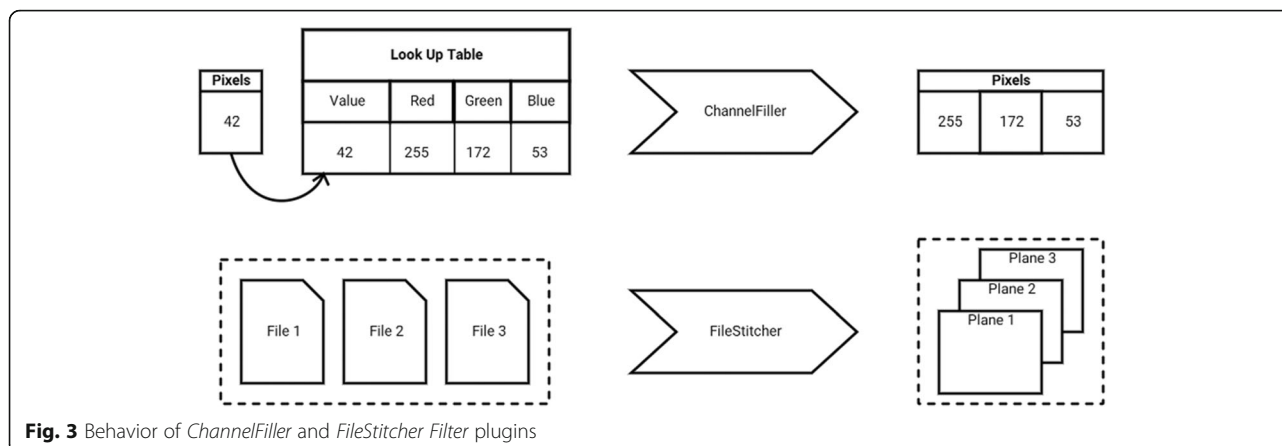 Look Up Table
Pixels
Value Red Green Blue
42
42 255 172 53
ChannelFiller
Pixels
255 172 53
File 1 File 2 File 3
FileStitcher
Plane 3
Plane 2
Plane 1
Fig. 3 Behavior of ChannelFiller and FileStitcher Filter plugins